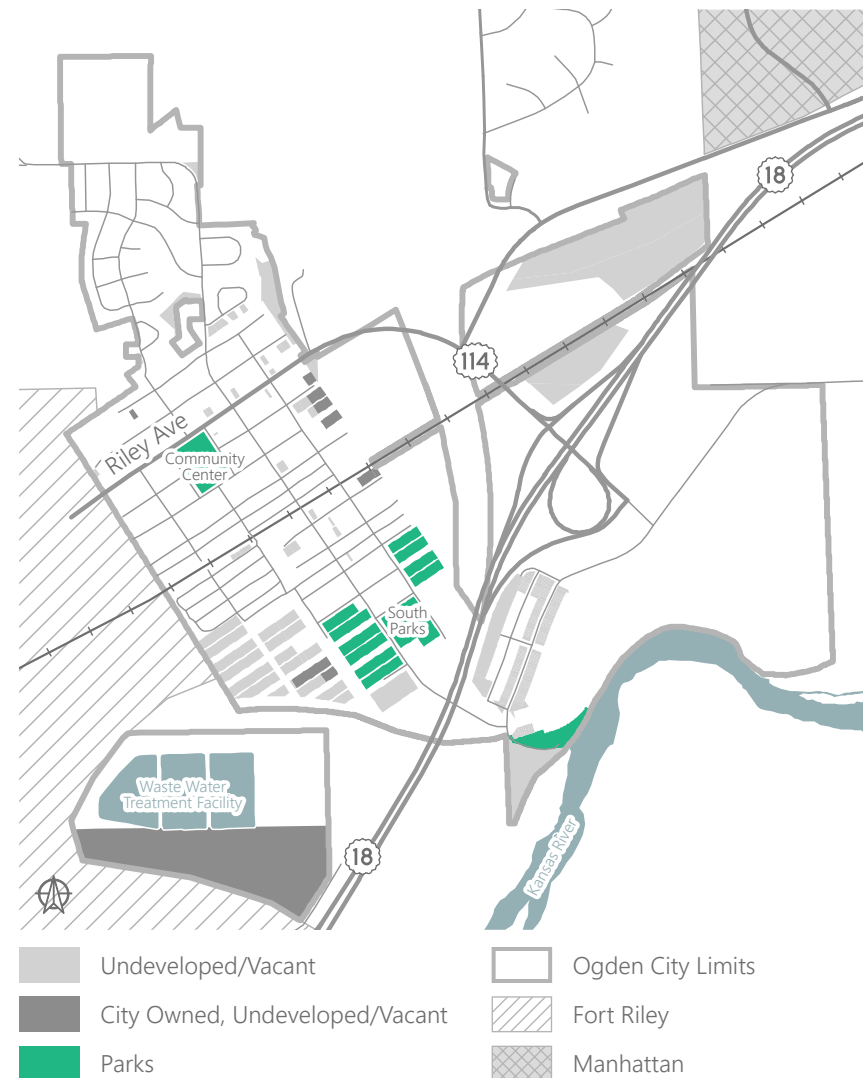 18
114
Riley Ave
Community
Center
South
Parks
Waste Water
Treatment Facility
18
Kansas River
Undeveloped/Vacant
City Owned, Undeveloped/Vacant
Parks
Ogden City Limits
Fort Riley
Manhattan